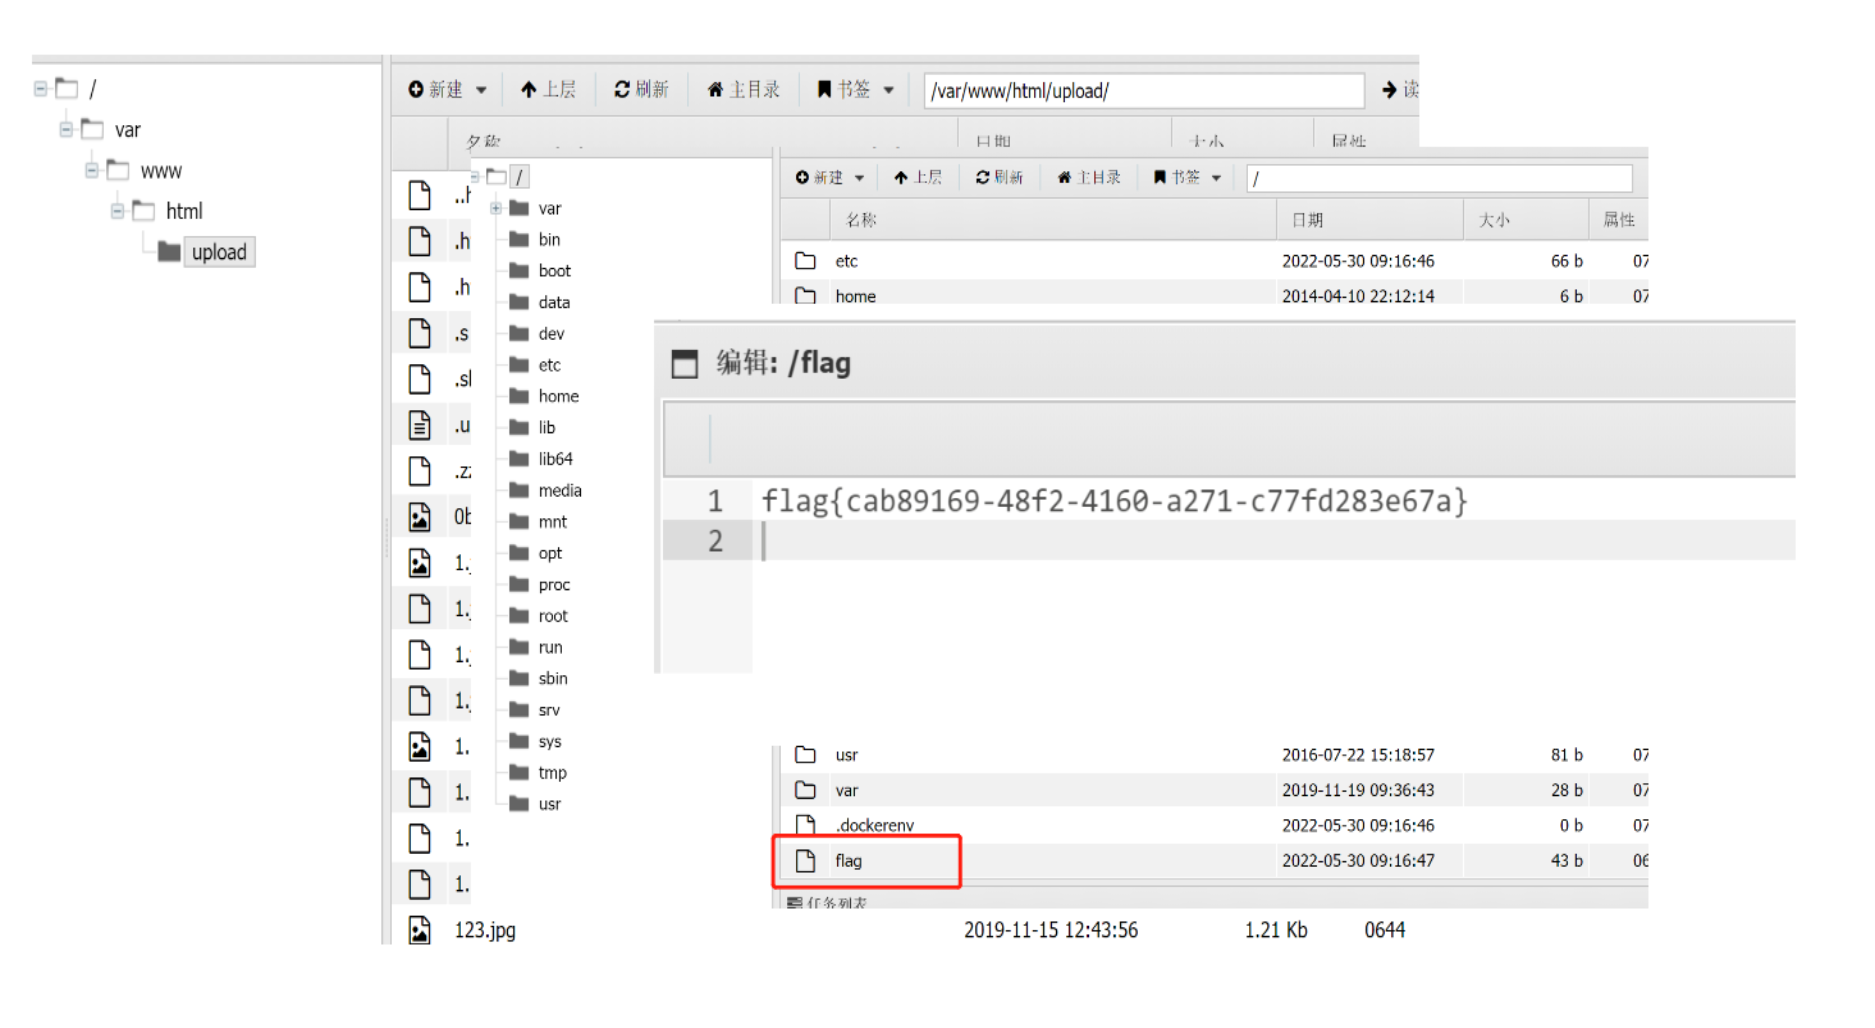 /
var
www
html
upload
新建 上层 刷新 主目录 书签 /var/www/html/upload/ 读
名称 日期 大小 属性
.h
.h
.s
.sl
.u
.z
0b
1.
1.
1.
1.
1.
1.
1.
1.
123.jpg 2019-11-15 12:43:56 1.21 Kb 0644
/
var
bin
boot
data
dev
etc
home
lib
lib64
media
mnt
opt
proc
root
run
sbin
srv
sys
tmp
usr
新建 上层 刷新 主目录 书签 /
名称 日期 大小 属性
etc 2022-05-30 09:16:46 66 b 07
home 2014-04-10 22:12:14 6 b 07
编辑: /flag
1 flag{cab89169-48f2-4160-a271-c77fd283e67a}
2
usr 2016-07-22 15:18:57 81 b 07
var 2019-11-19 09:36:43 28 b 07
.dockerenv 2022-05-30 09:16:46 0 b 07
flag 2022-05-30 09:16:47 43 b 06
任务列表